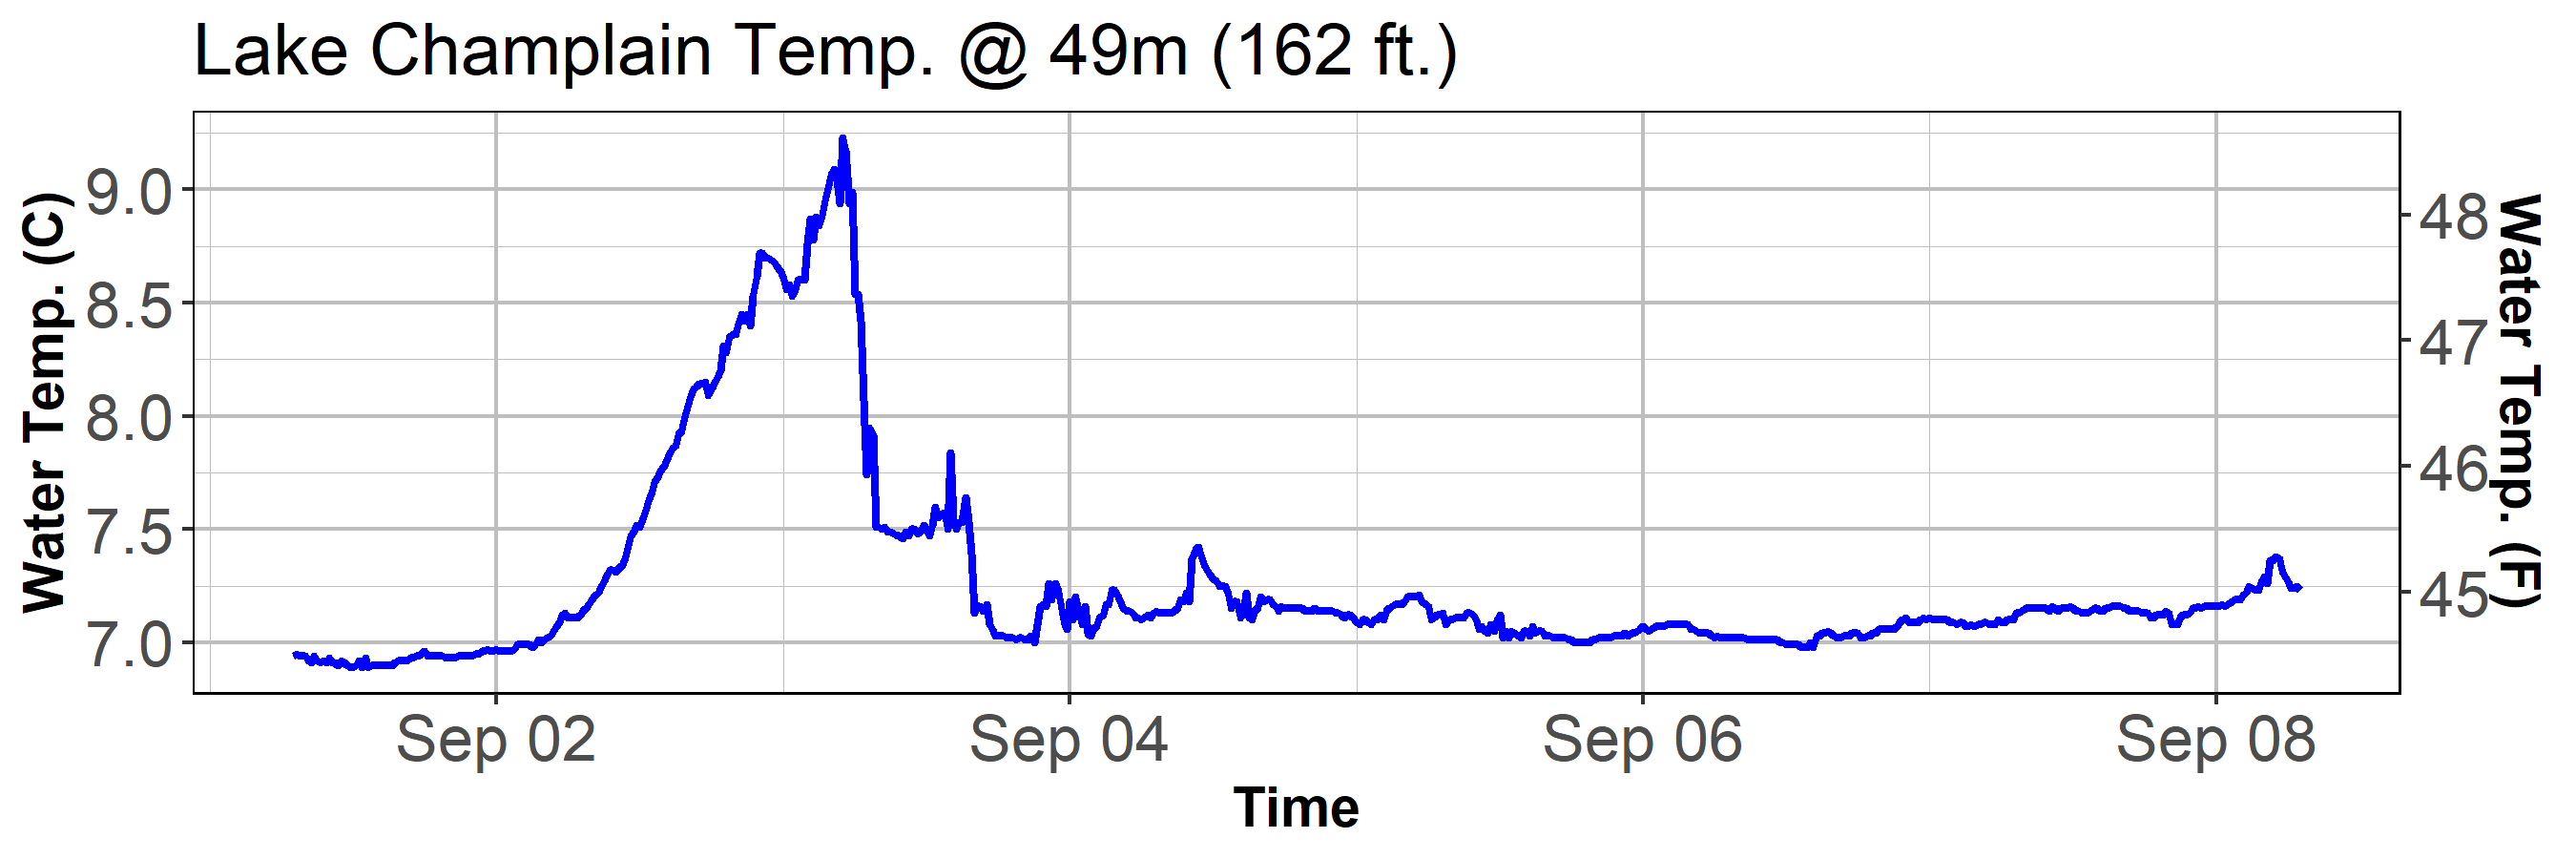 Lake Champlain Temp. @ 49m (162 ft.)
Water Temp. (C)
9.0
8.5
8.0
7.5
7.0
48
47
46
45
Water Temp. (F)
Sep 02
Sep 04
Sep 06
Sep 08
Time